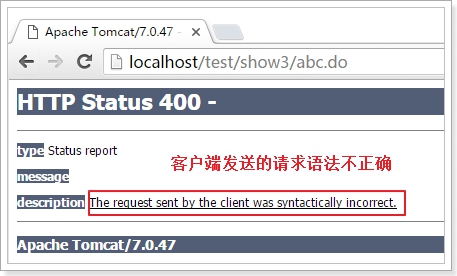 Apache Tomcat/7.0.47 -
localhost/test/show3/abc.do
HTTP Status 400 -
type Status report
客户端发送的请求语法不正确
message
description The request sent by the client was syntactically incorrect.
Apache Tomcat/7.0.47